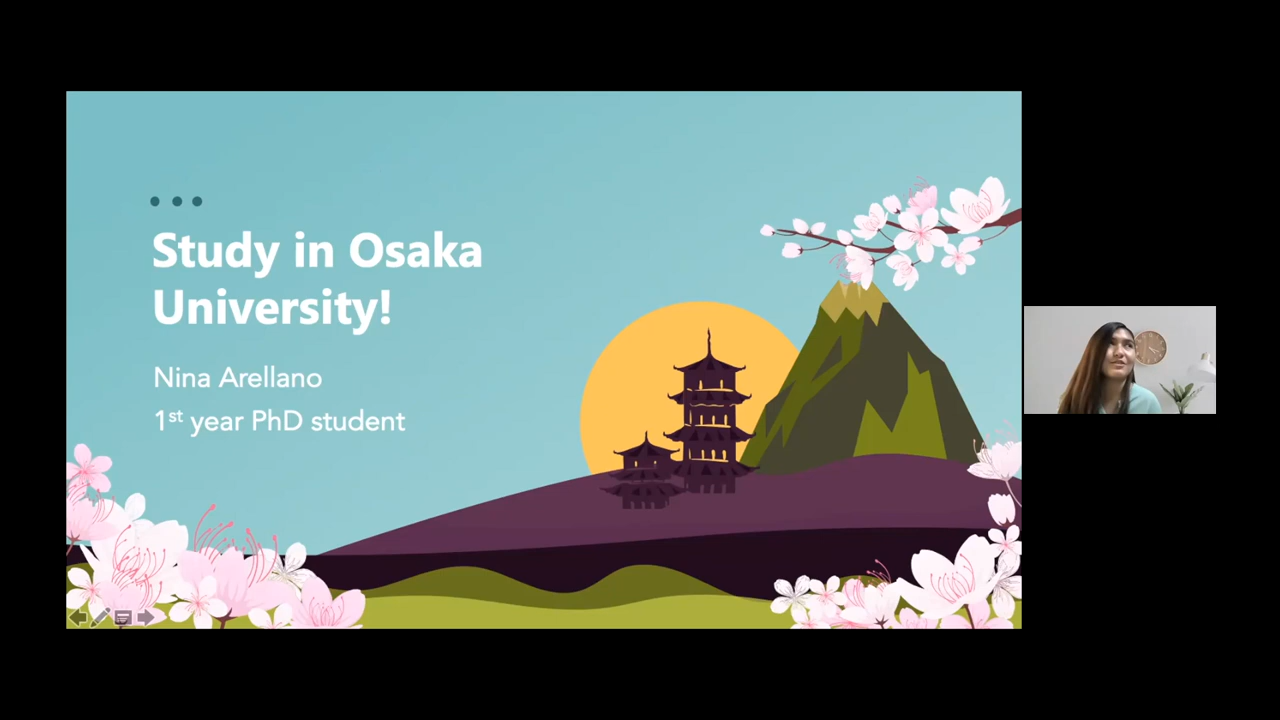 Study in Osaka
University!
Nina Arellano
1st year PhD student